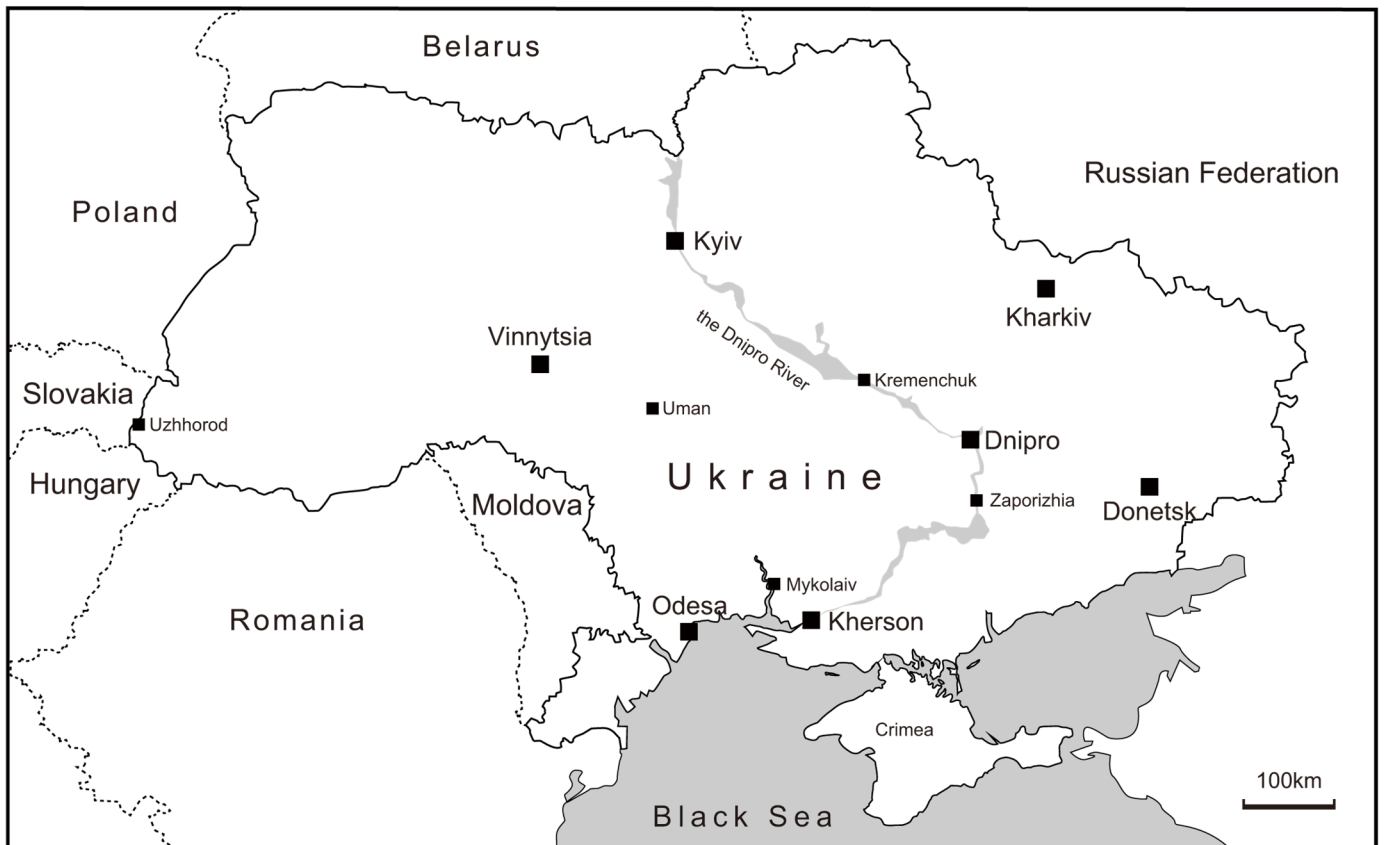 Belarus
Russian Federation
Poland
Kyiv
Kharkiv
the Dnipro River
Vinnytsia
Kremenchuk
Slovakia
Uman
Uzhhorod
Dnipro
Ukraine
Hungary
Moldova
Zaporizhia
Donetsk
Mykolaiv
Odesa
Kherson
Romania
Crimea
100km
Black Sea